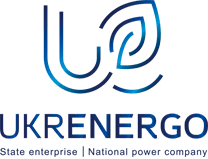 UKRENERGO
State enterprise | National power company